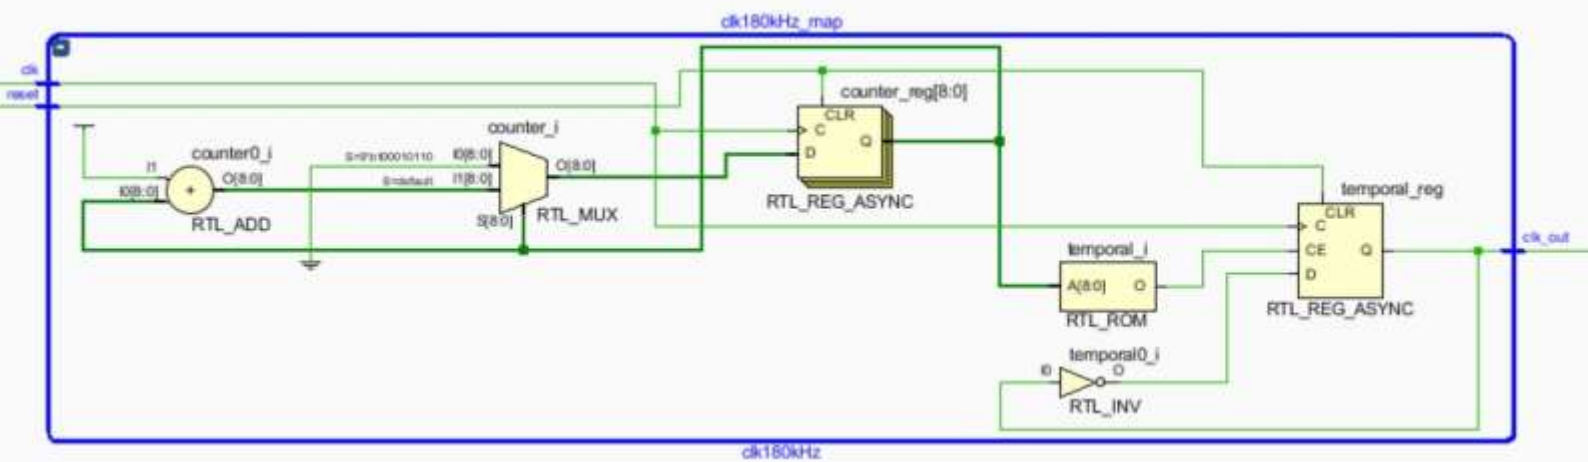 clk180kHz_map
clk
reset
counter_reg[8:0]
CLR
C
D
Q
RTL_REG_ASYNC
counter_i
S=9'b100010110
I0[8:0]
S=default
I1[8:0]
O[8:0]
S[8:0]
RTL_MUX
counter0_i
I1
I0[8:0]
+
O[8:0]
RTL_ADD
temporal_reg
CLR
C
CE
D
Q
RTL_REG_ASYNC
clk_out
temporal_i
A[8:0]
O
RTL_ROM
temporal0_i
I0
O
RTL_INV
clk180kHz